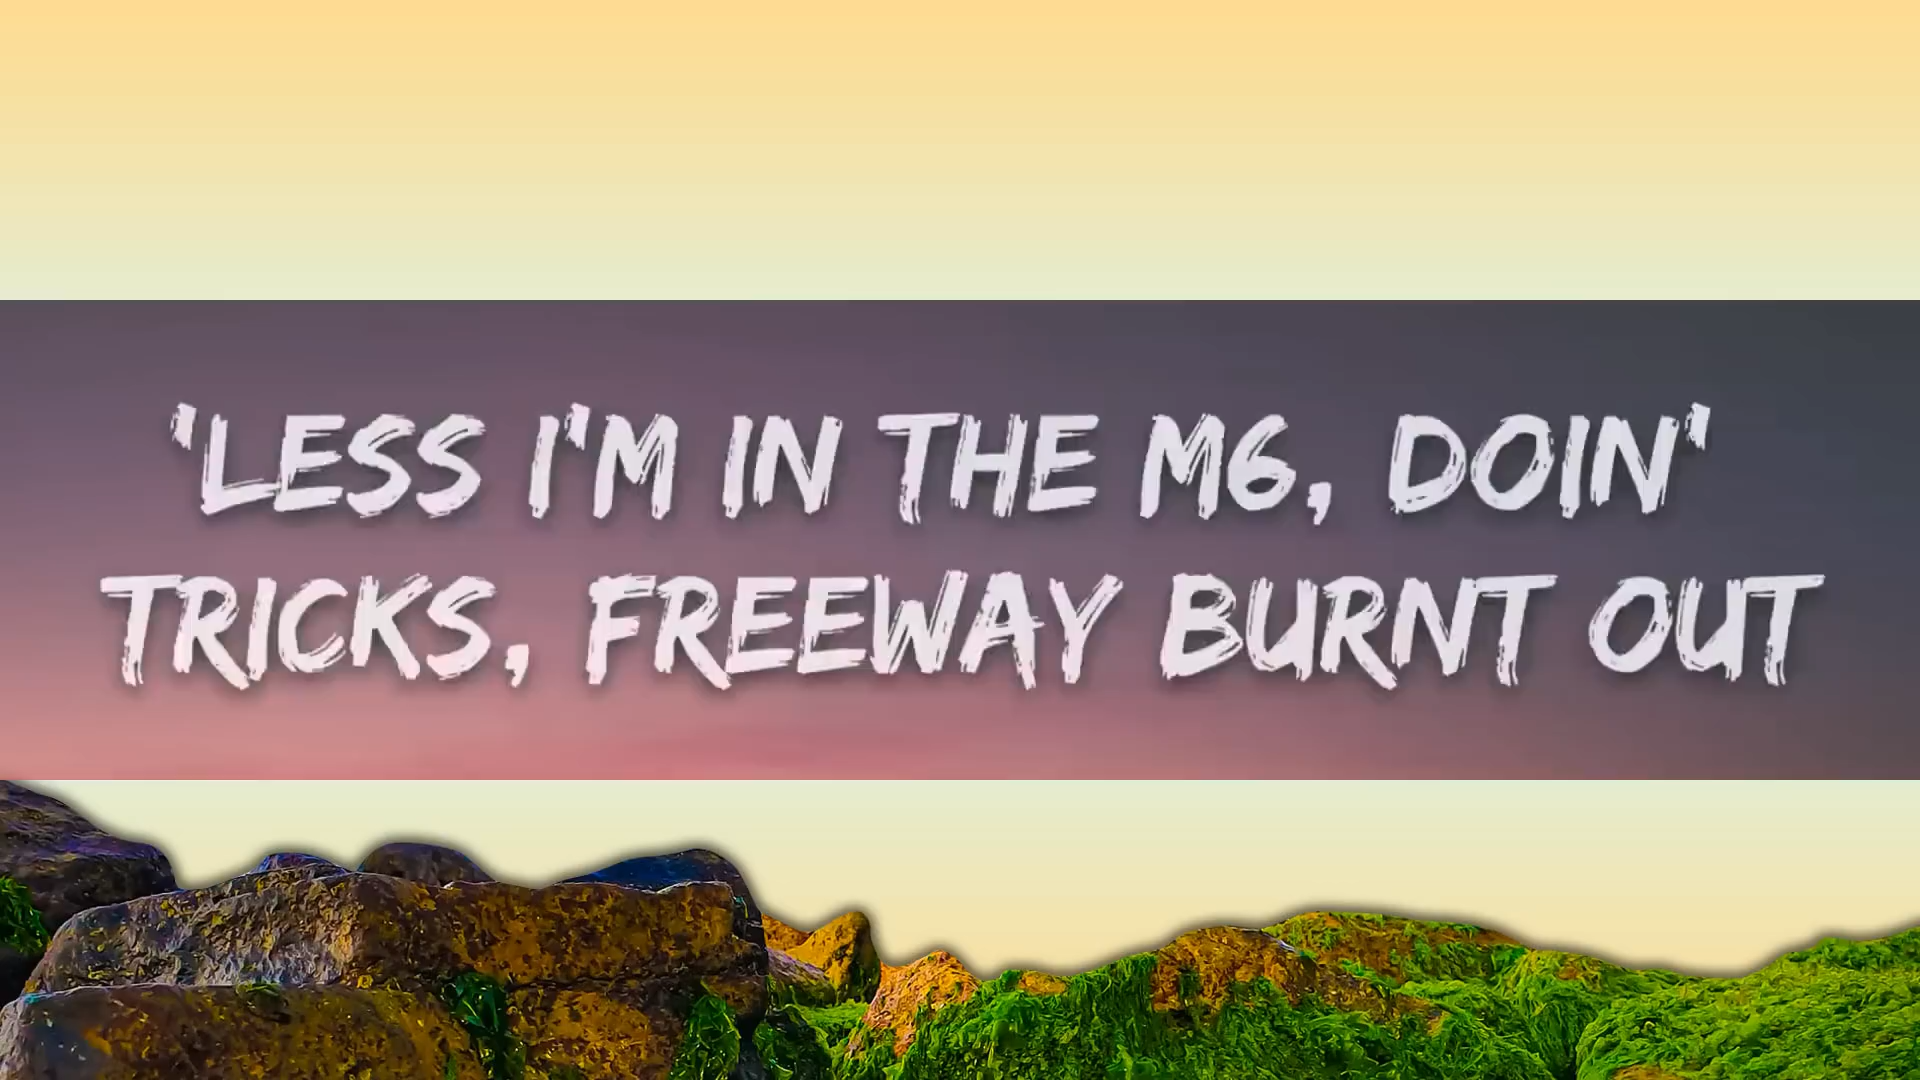 'LESS I'M IN THE M6, DOIN'
TRICKS, FREEWAY BURNT OUT